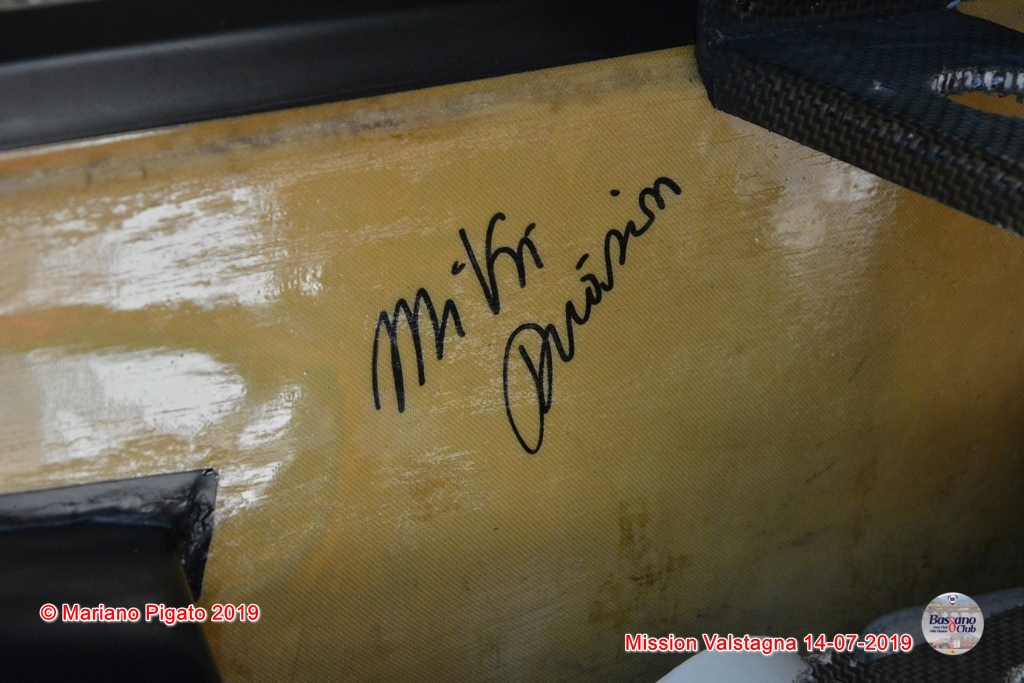 Miki
Biasion
© Mariano Pigato 2019
Mission Valstagna 14-07-2019
Bassano
Club